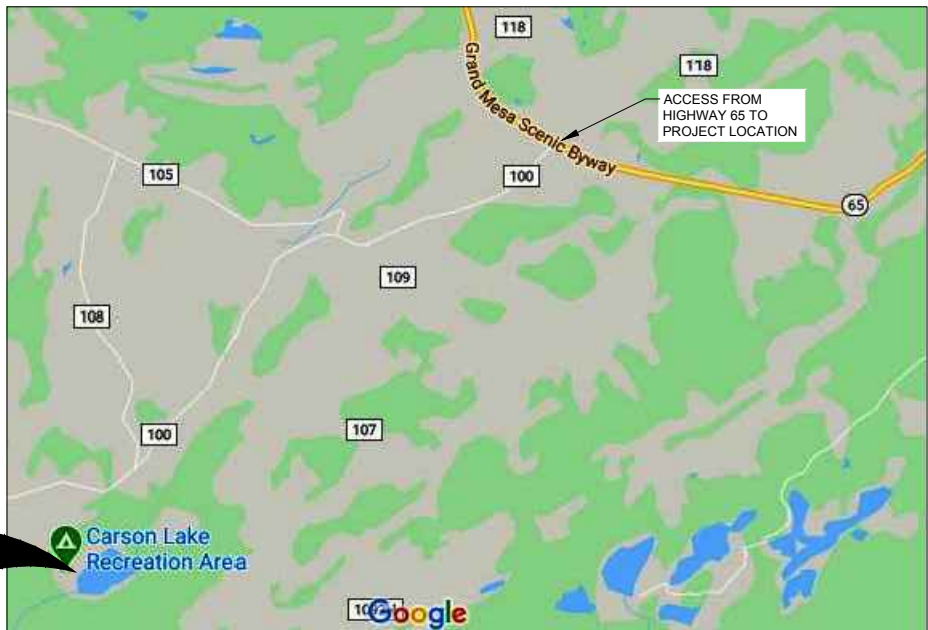 118
118
Grand Mesa Scenic Byway
ACCESS FROM
HIGHWAY 65 TO
PROJECT LOCATION
105
100
65
109
108
107
100
Carson Lake
Recreation Area
Google